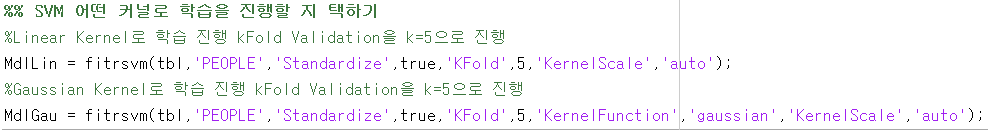 %% SVM 어떤 커널로 학습을 진행할 지 택하기
%Linear Kernel로 학습 진행 kFold Validation을 k=5으로 진행
MdlLin = fitrsvm(tbl,'PEOPLE','Standardize',true,'KFold',5,'KernelScale','auto');
%Gaussian Kernel로 학습 진행 kFold Validation을 k=5으로 진행
MdlGau = fitrsvm(tbl,'PEOPLE','Standardize',true,'KFold',5,'KernelFunction','gaussian','KernelScale','auto');